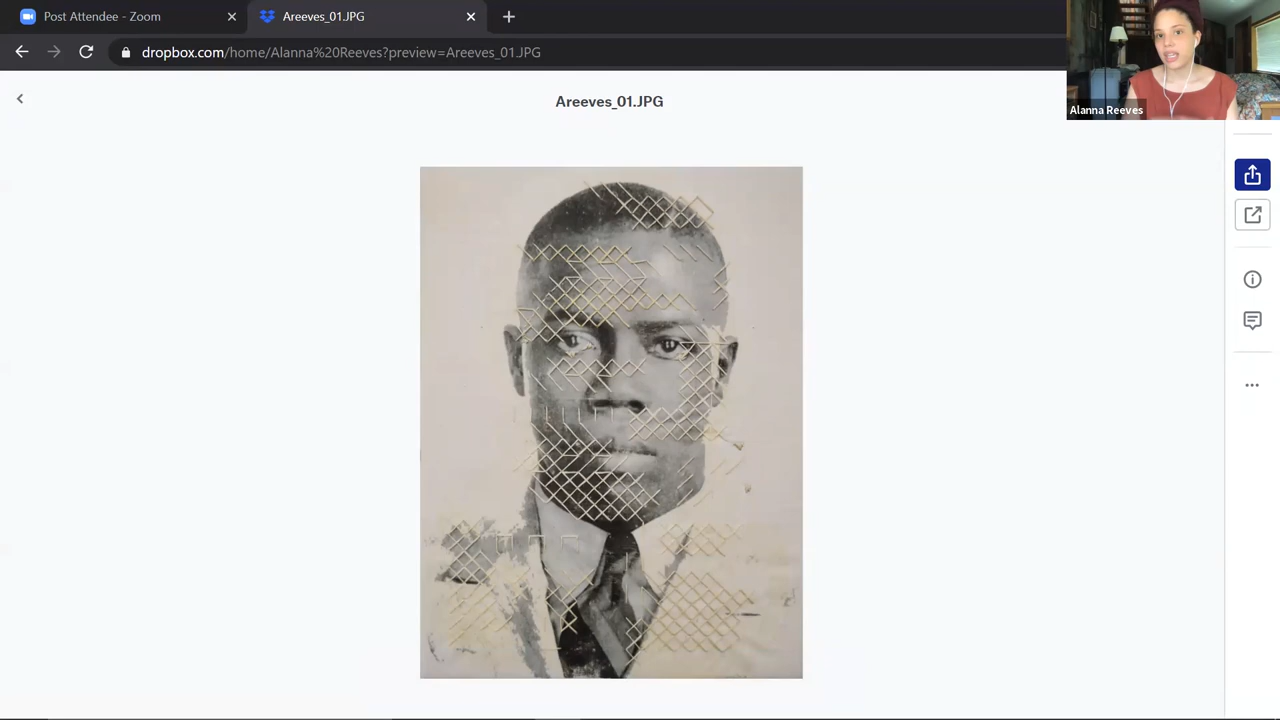 Post Attendee - Zoom
Areeves_01.JPG
dropbox.com/home/Alanna%20Reeves?preview=Areeves_01.JPG
Areeves_01.JPG
Alanna Reeves